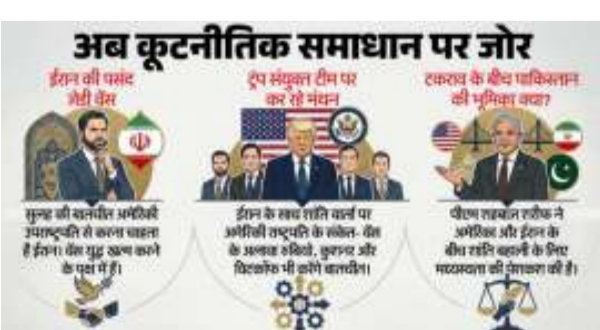 अब कूटनीतिक समाधान पर जोर
ईरान की पसंद
जेडी वेंस
सुलह की बातचीत अमेरिकी
उपराष्ट्रपति से करना चाहता
है ईरान। वेंस युद्ध खत्म करने
के पक्ष में हैं।
ट्रंप संयुक्त टीम पर
कर रहे मंथन
ईरान के साथ शांति वार्ता पर
अमेरिकी राष्ट्रपति के संकेत- वेंस
के अलावा रुबियो, कुशनर और
विटकॉफ भी करेंगे बातचीत।
टकराव के बीच पाकिस्तान
की भूमिका क्या?
पीएम शहबाज शरीफ ने
अमेरिका और ईरान के
बीच शांति बहाली के लिए
मध्यस्थता की पेशकश की है।